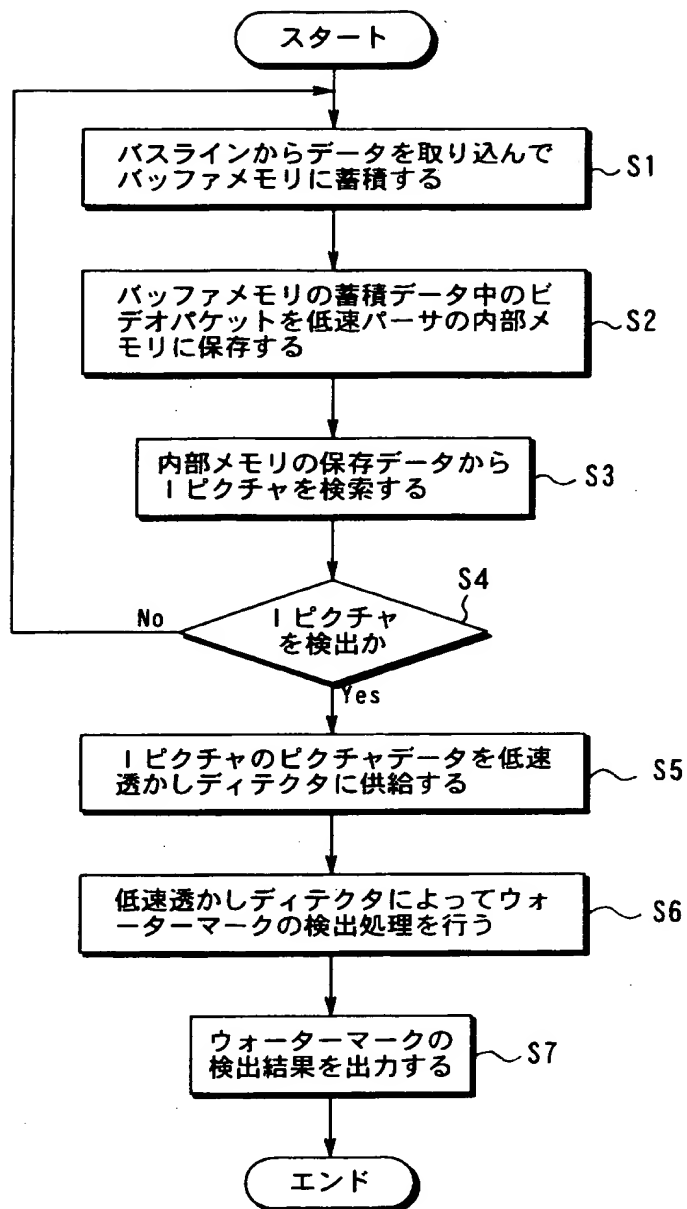 スタート
バスラインからデータを取り込んで
バッファメモリに蓄積する
S1
バッファメモリの蓄積データ中のビ
デオパケットを低速パーサの内部メ
モリに保存する
S2
内部メモリの保存データから
Iピクチャを検索する
S3
S4
Iピクチャ
を検出か
No
Yes
Iピクチャのピクチャデータを低速
透かしディテクタに供給する
S5
低速透かしディテクタによってウォ
ーターマークの検出処理を行う
S6
ウォーターマークの
検出結果を出力する
S7
エンド